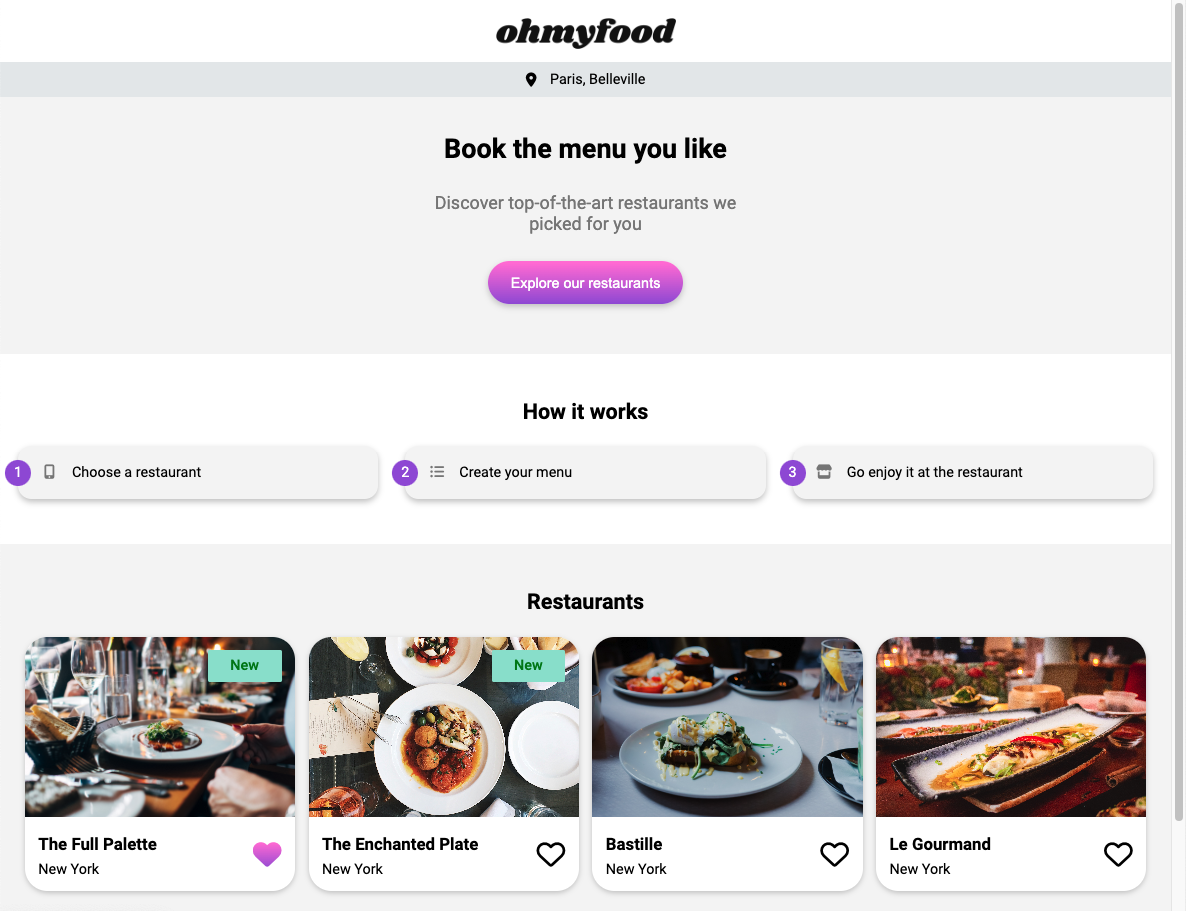 ohmyfood
Paris, Belleville
Book the menu you like
Discover top-of-the-art restaurants we
picked for you
Explore our restaurants
How it works
1 Choose a restaurant
2 Create your menu
3 Go enjoy it at the restaurant
Restaurants
New
New
The Full Palette
New York
The Enchanted Plate
New York
Bastille
New York
Le Gourmand
New York